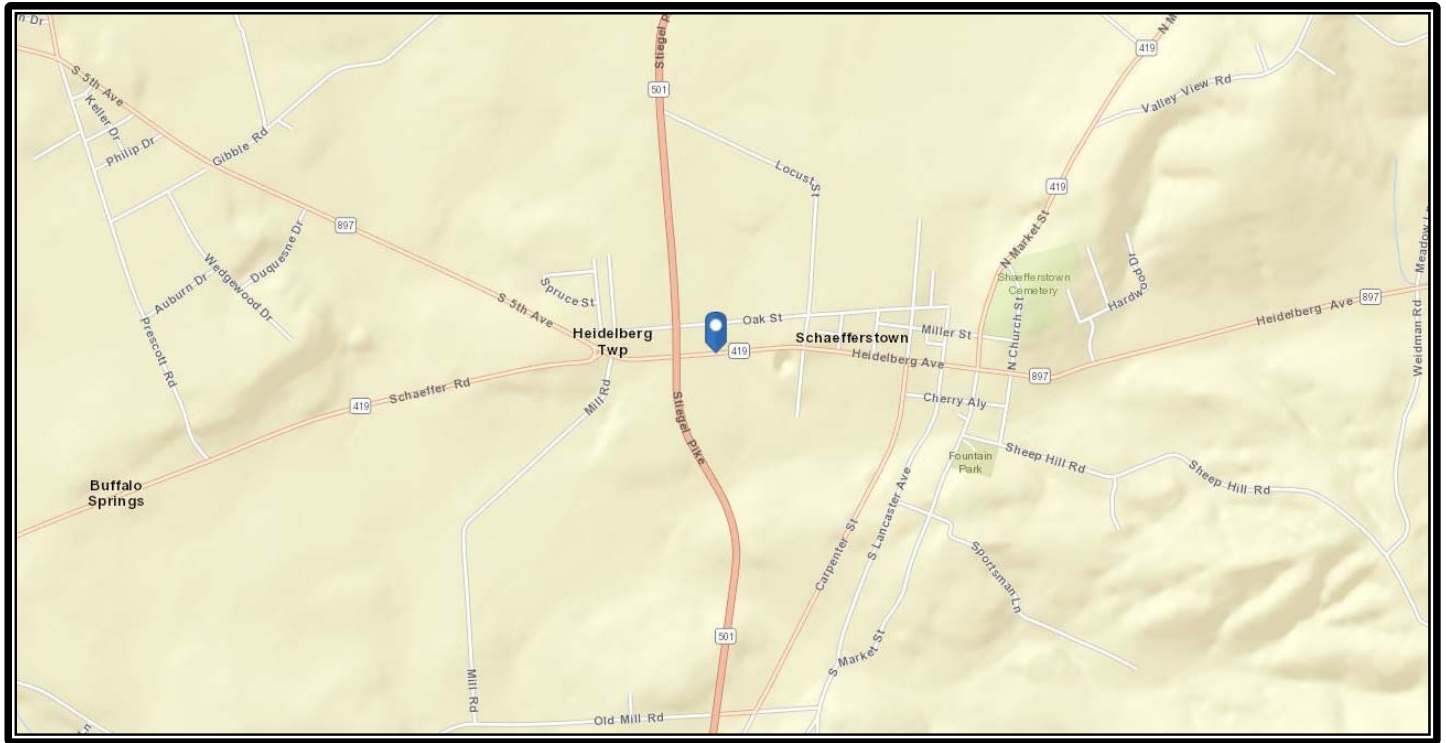 n Dr
S 5th Ave
Keller Dr
Philip Dr
Gibble Rd
Stiegel P
501
N M
419
Valley View Rd
Locust St
419
897
N Market St
Meadow Ln
Duquesne Dr
Wedgewood Dr
Auburn Dr
Spruce St
S 5th Ave
Shaefferstown
Cemetery
Hardwood Dr
Heidelberg Ave
897
Prescott Rd
Heidelberg
Twp
Oak St
419
Schaefferstown
Miller St
N Church St
Heidelberg Ave
897
Weidman Rd
Schaeffer Rd
419
Mill Rd
Stiegel Pike
Cherry Aly
Fountain
Park
Sheep Hill Rd
Sheep Hill Rd
Buffalo
Springs
Carpenter St
S Lancaster Ave
Sportsman Ln
501
S Market St
Mill Rd
Old Mill Rd
Ln